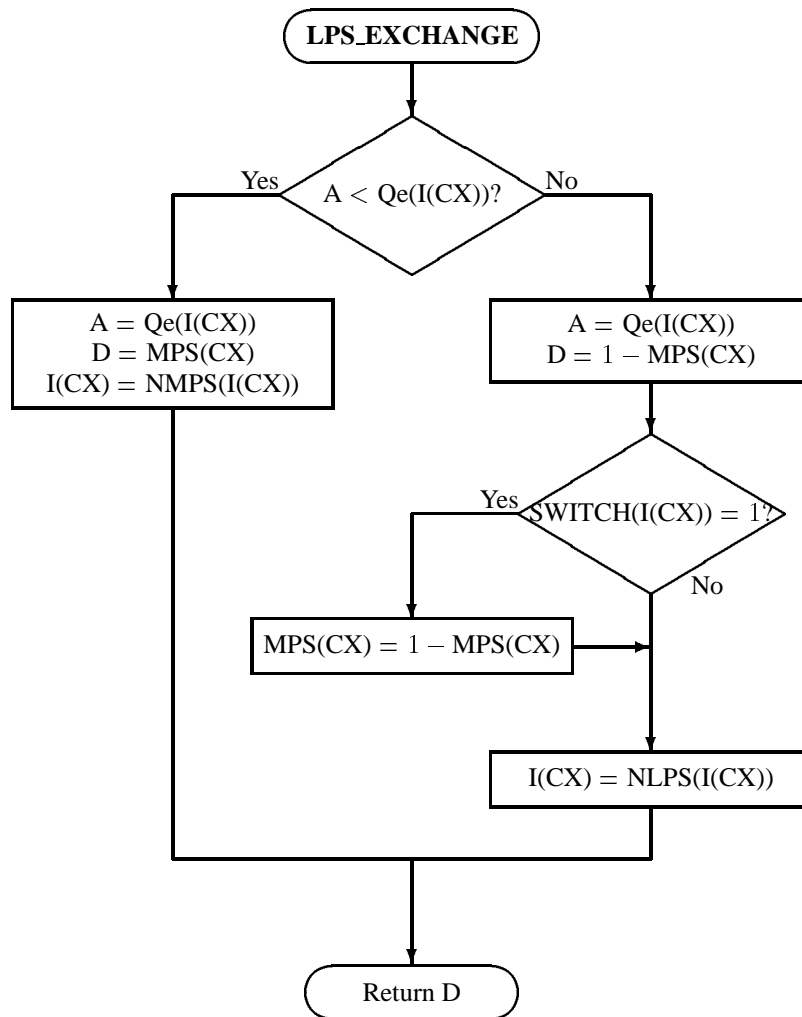 LPS_EXCHANGE
A < Qe(I(CX))?
Yes
No
A = Qe(I(CX))
D = MPS(CX)
I(CX) = NMPS(I(CX))
A = Qe(I(CX))
D = 1 − MPS(CX)
SWITCH(I(CX)) = 1?
Yes
No
MPS(CX) = 1 − MPS(CX)
I(CX) = NLPS(I(CX))
Return D